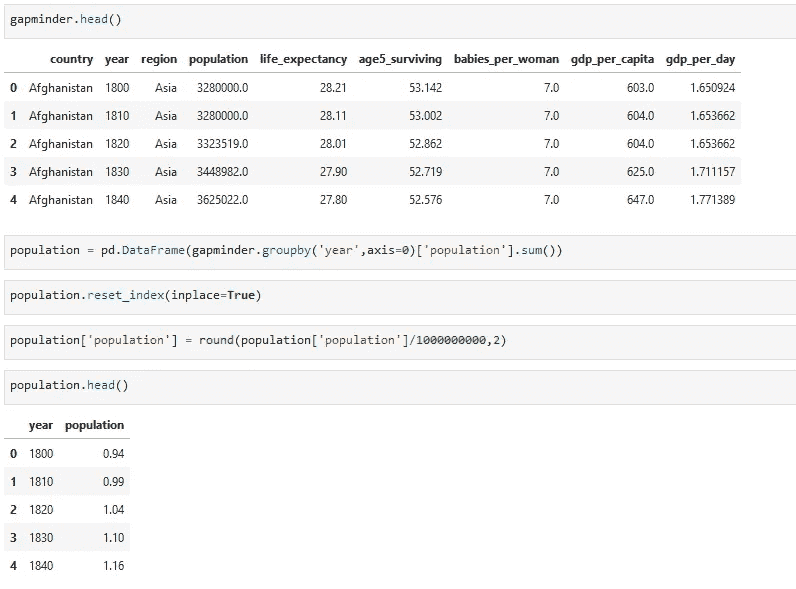 gapminder.head()
country year region population life_expectancy age5_surviving babies_per_woman gdp_per_capita gdp_per_day
0 Afghanistan 1800 Asia 3280000.0 28.21 53.142 7.0 603.0 1.650924
1 Afghanistan 1810 Asia 3280000.0 28.11 53.002 7.0 604.0 1.653662
2 Afghanistan 1820 Asia 3323519.0 28.01 52.862 7.0 604.0 1.653662
3 Afghanistan 1830 Asia 3448982.0 27.90 52.719 7.0 625.0 1.711157
4 Afghanistan 1840 Asia 3625022.0 27.80 52.576 7.0 647.0 1.771389
population = pd.DataFrame(gapminder.groupby('year',axis=0)['population'].sum())
population.reset_index(inplace=True)
population['population'] = round(population['population']/1000000000,2)
population.head()
year population
0 1800 0.94
1 1810 0.99
2 1820 1.04
3 1830 1.10
4 1840 1.16